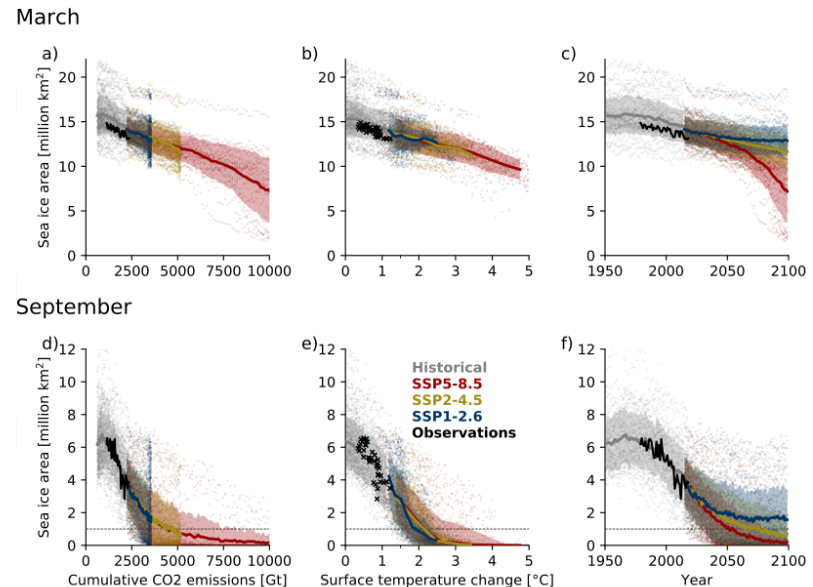 March
a)
b)
c)
Sea ice area [million km²]
20
15
10
5
0
0 2500 5000 7500 10000
0 1 2 3 4 5
1950 2000 2050 2100
September
d)
e)
f)
Sea ice area [million km²]
12
10
8
6
4
2
0
Historical
SSP5-8.5
SSP2-4.5
SSP1-2.6
Observations
12
10
8
6
4
2
0
12
10
8
6
4
2
0
0 2500 5000 7500 10000
0 1 2 3 4 5
1950 2000 2050 2100
Cumulative CO2 emissions [Gt]
Surface temperature change [°C]
Year
20
15
10
5
0
20
15
10
5
0